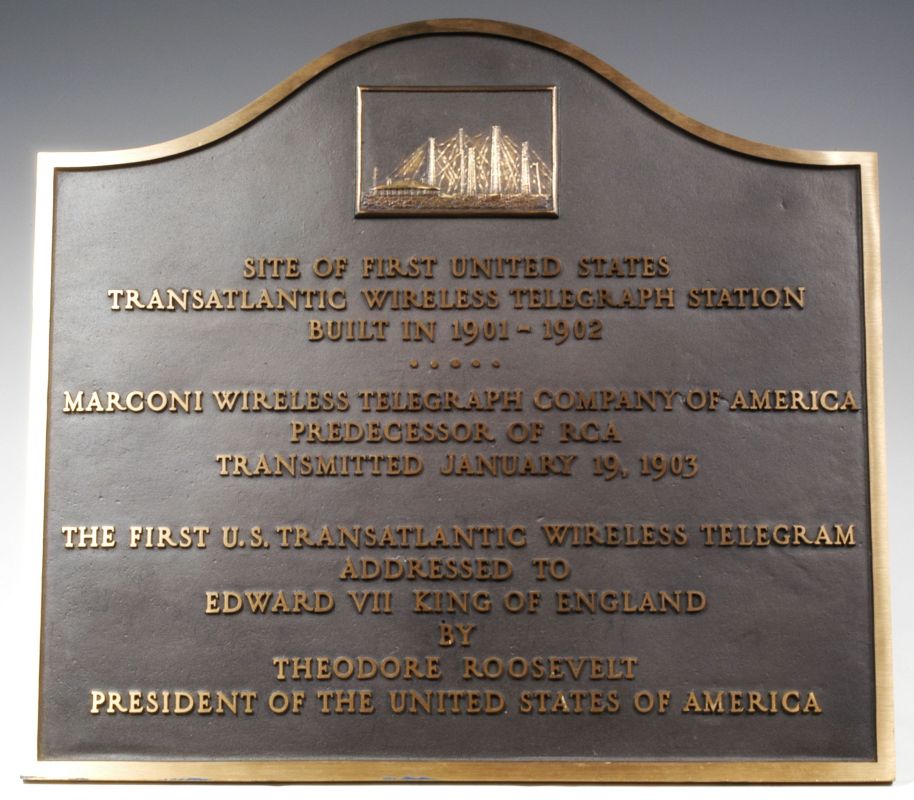 SITE OF FIRST UNITED STATES
TRANSATLANTIC WIRELESS TELEGRAPH STATION
BUILT IN 1901 - 1902
.....
MARCONI WIRELESS TELEGRAPH COMPANY OF AMERICA
PREDECESSOR OF RCA
TRANSMITTED JANUARY 19, 1903
THE FIRST U.S. TRANSATLANTIC WIRELESS TELEGRAM
ADDRESSED TO
EDWARD VII KING OF ENGLAND
BY
THEODORE ROOSEVELT
PRESIDENT OF THE UNITED STATES OF AMERICA